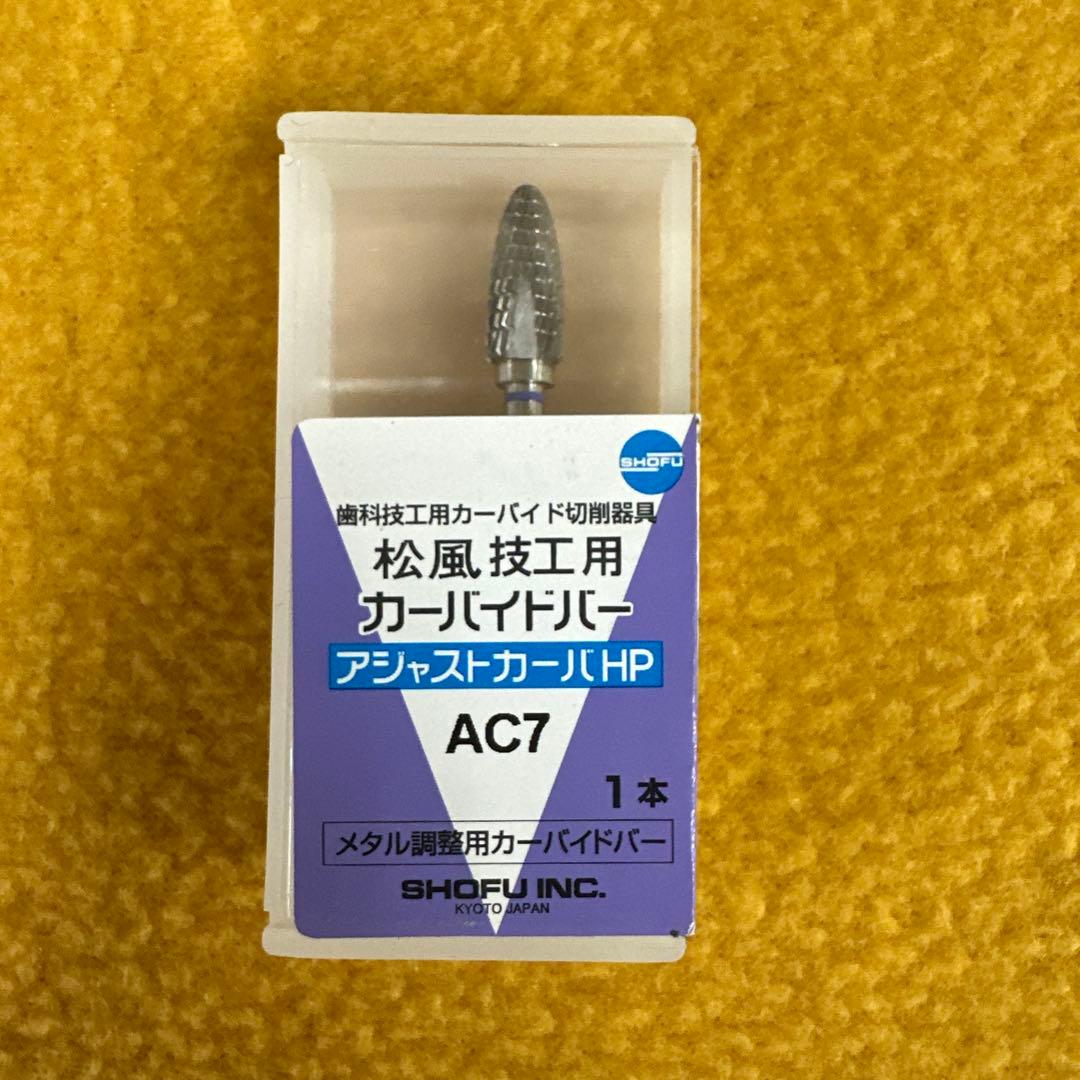 SHOFU
歯科技工用カーバイド切削器具
松風技工用
カーバイドバー
アジャストカーバHP
AC7
1本
メタル調整用カーバイドバー
SHOFU INC.
KYOTO JAPAN